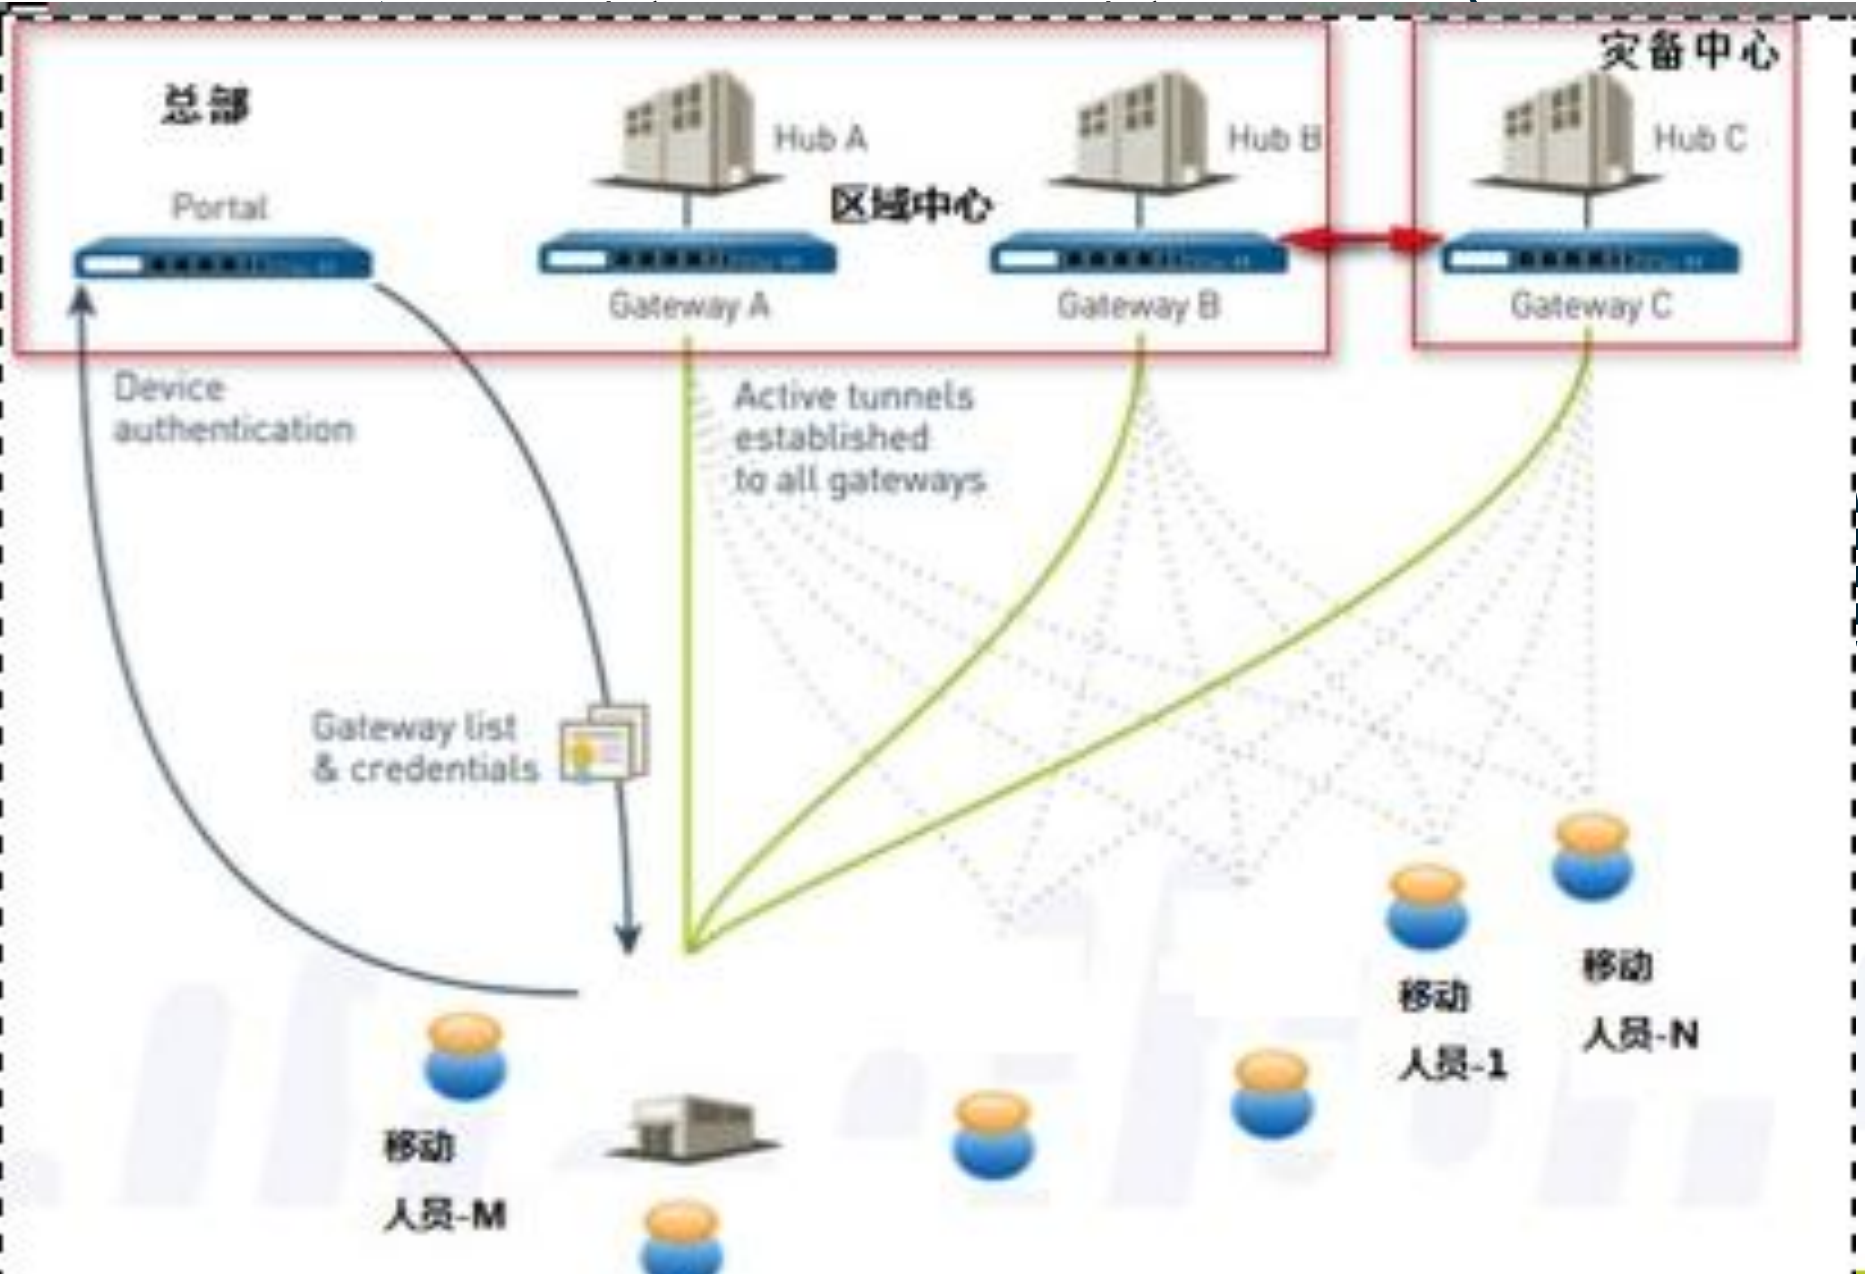 灾备中心
总部
Hub A
Hub B
Hub C
区域中心
Portal
Gateway A
Gateway B
Gateway C
Device
authentication
Active tunnels
established
to all gateways
Gateway list
& credentials
移动
人员-N
移动
人员-1
移动
人员-M